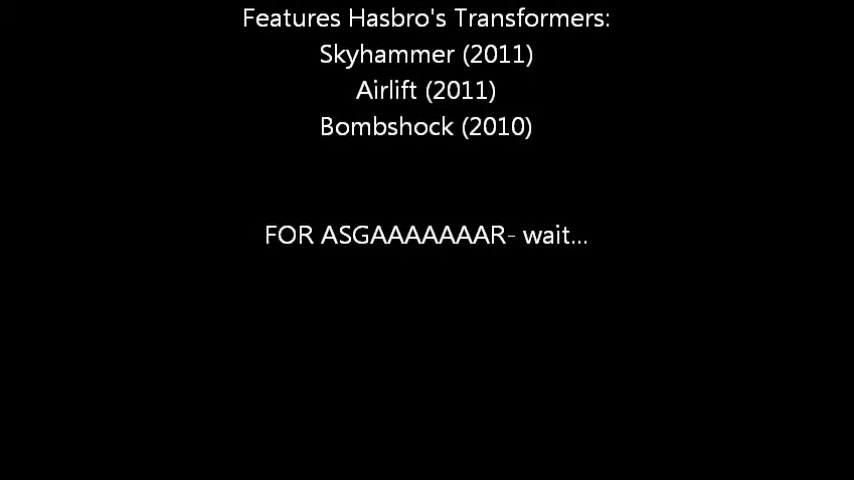 Features Hasbro's Transformers:
Skyhammer (2011)
Airlift (2011)
Bombshock (2010)
FOR ASGAAAAAAAR- wait...